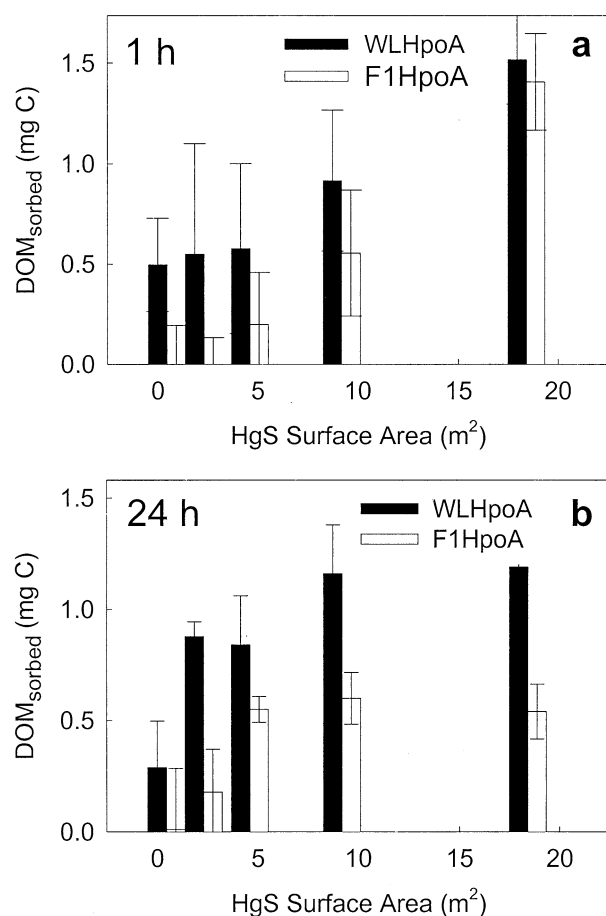 1 h
WLHpoA
F1HpoA
a
DOMsorbed (mg C)
1.5
1.0
0.5
0.0
0 5 10 15 20
HgS Surface Area (m²)
24 h
WLHpoA
F1HpoA
b
DOMsorbed (mg C)
1.5
1.0
0.5
0.0
0 5 10 15 20
HgS Surface Area (m²)